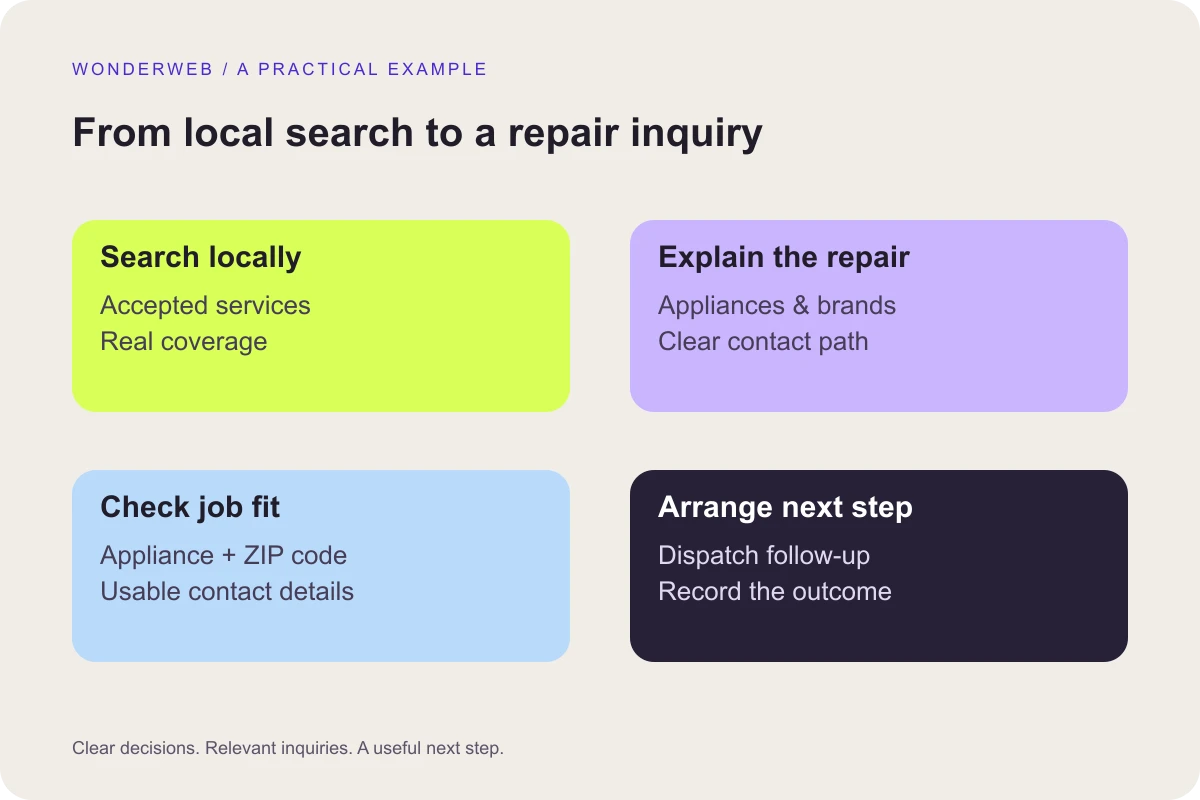 WONDERWEB / A PRACTICAL EXAMPLE
From local search to a repair inquiry
Search locally
Accepted services
Real coverage
Explain the repair
Appliances & brands
Clear contact path
Check job fit
Appliance + ZIP code
Usable contact details
Arrange next step
Dispatch follow-up
Record the outcome
Clear decisions. Relevant inquiries. A useful next step.